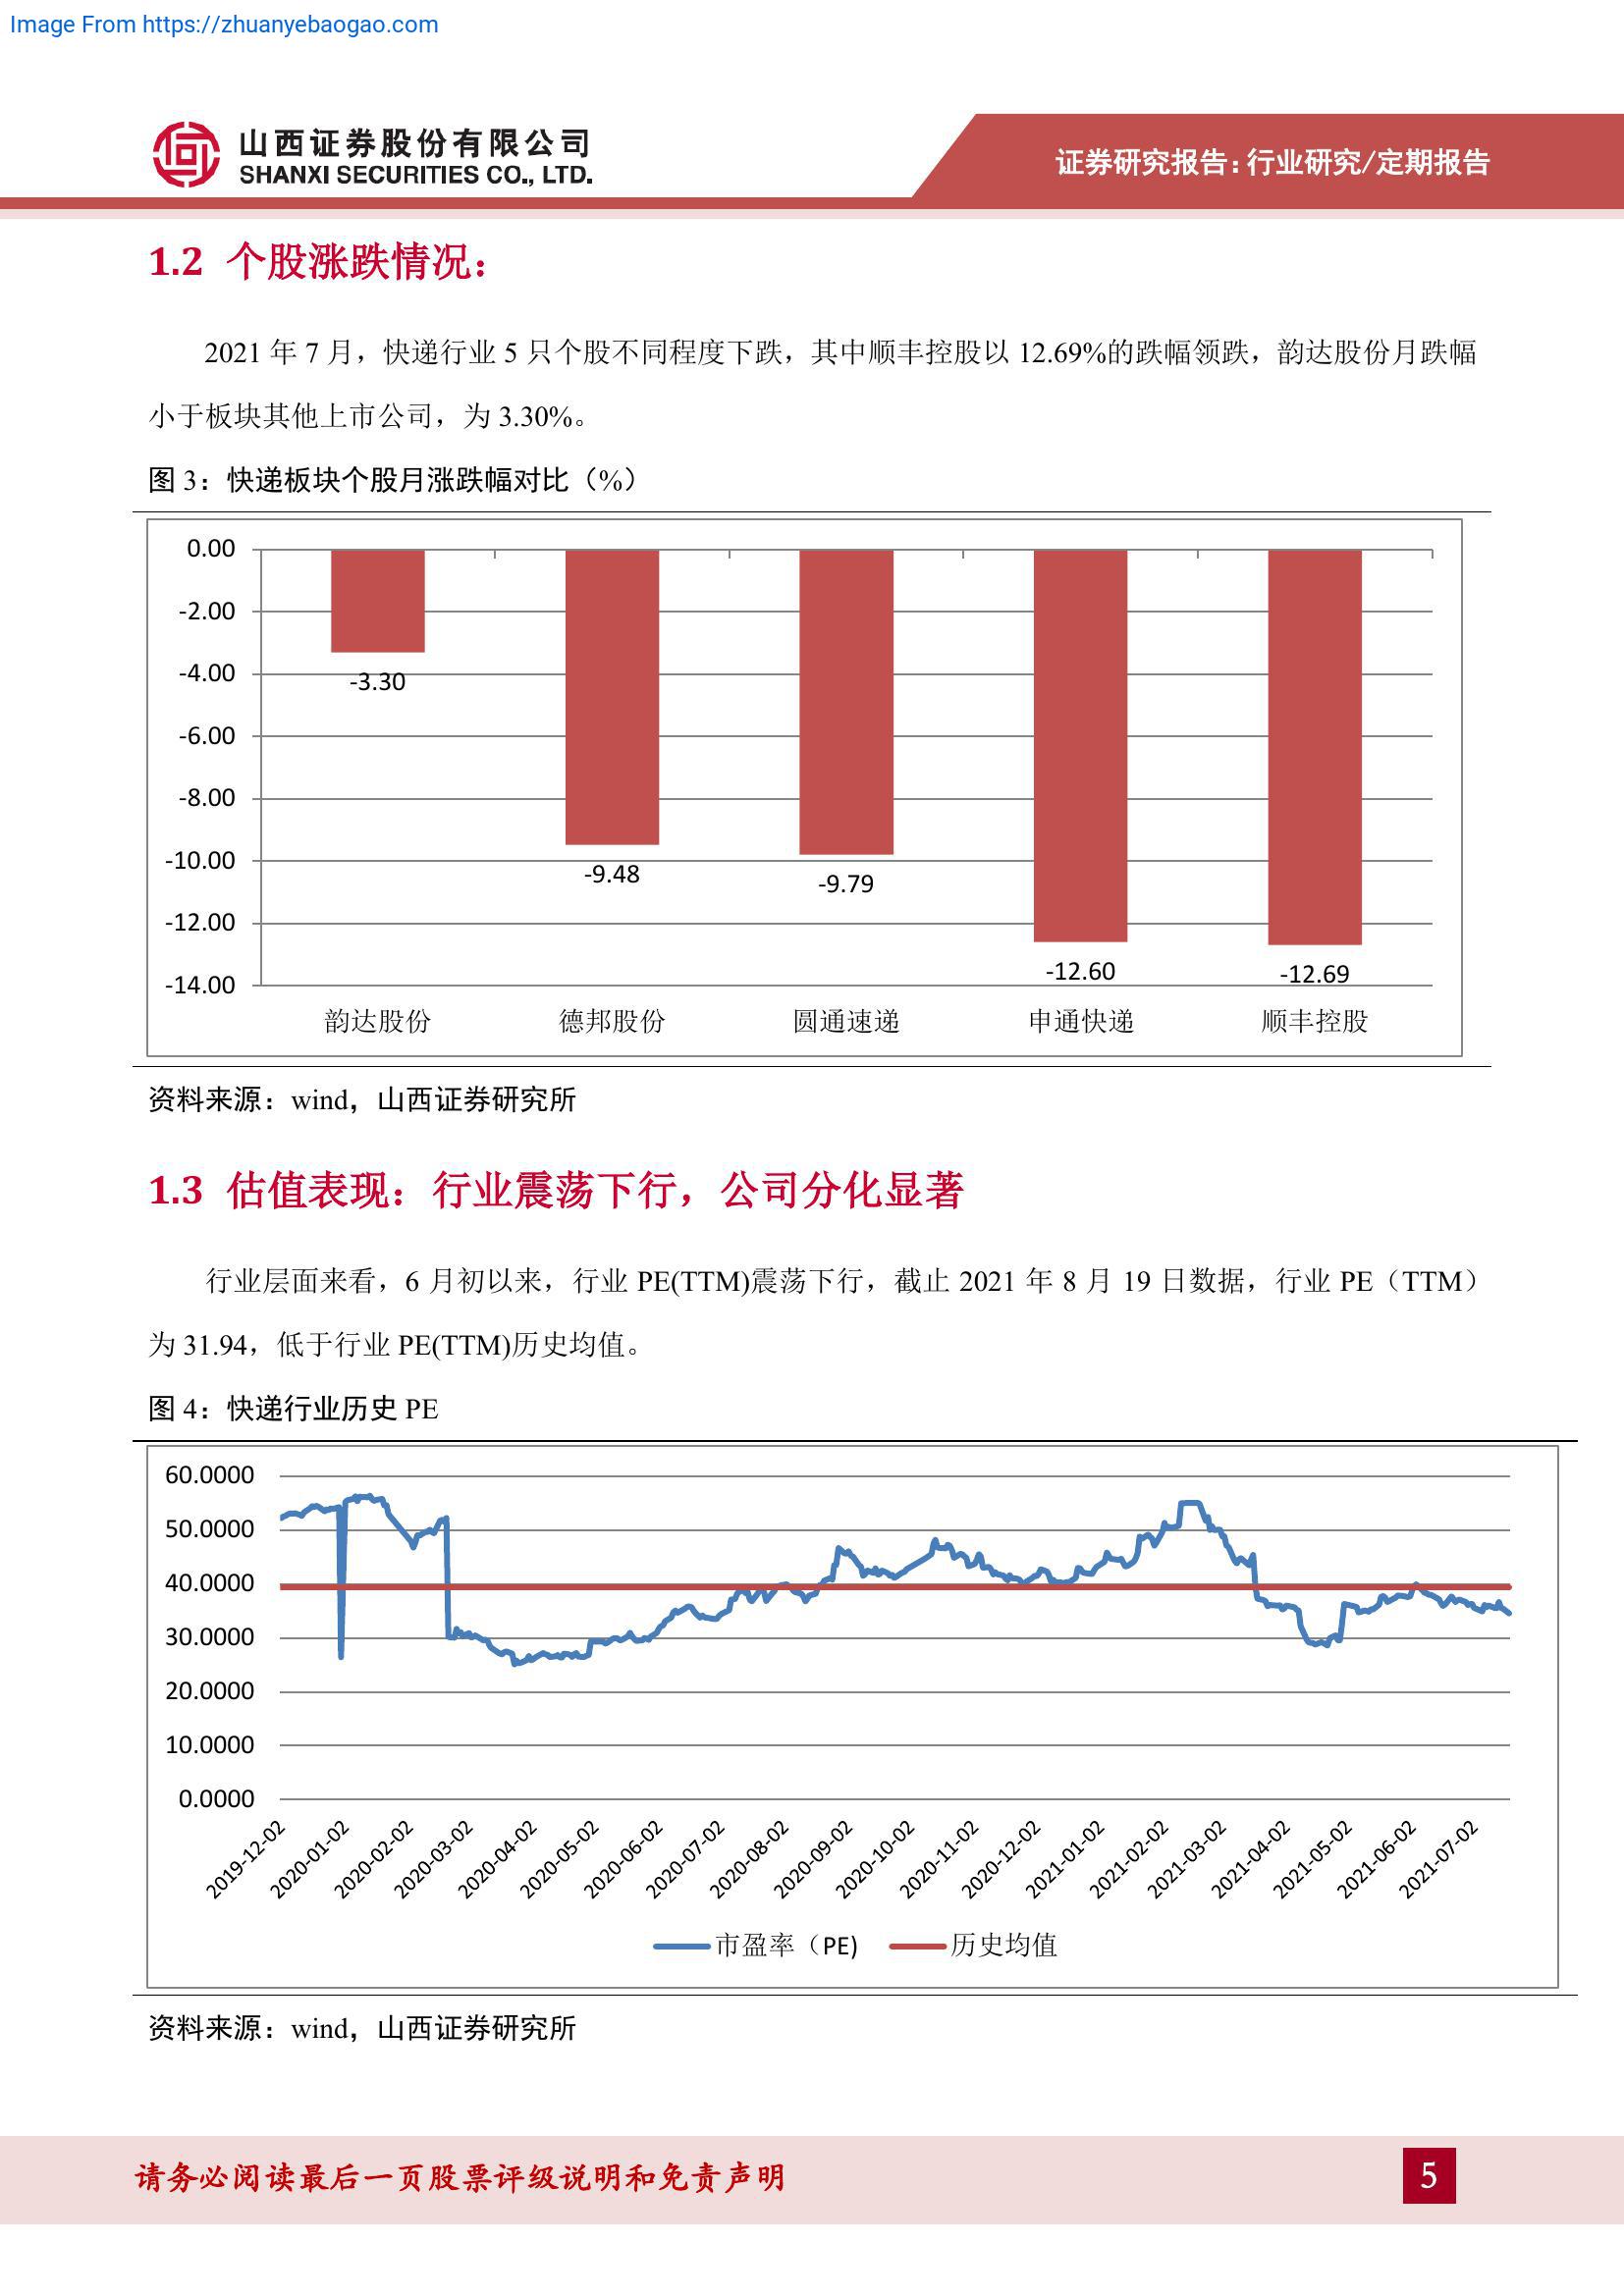 Image From https://zhuanyebaogao.com
山西证券股份有限公司
SHANXI SECURITIES CO., LTD.
证券研究报告：行业研究/定期报告
1.2 个股涨跌情况：
2021 年 7 月，快递行业 5 只个股不同程度下跌，其中顺丰控股以 12.69%的跌幅领跌，韵达股份月跌幅
小于板块其他上市公司，为 3.30%。
图 3：快递板块个股月涨跌幅对比（%）
0.00
-2.00
-4.00
-6.00
-8.00
-10.00
-12.00
-14.00
-3.30
-9.48
-9.79
-12.60
-12.69
韵达股份 德邦股份 圆通速递 申通快递 顺丰控股
资料来源：wind，山西证券研究所
1.3 估值表现：行业震荡下行，公司分化显著
行业层面来看，6 月初以来，行业 PE(TTM)震荡下行，截止 2021 年 8 月 19 日数据，行业 PE（TTM）
为 31.94，低于行业 PE(TTM)历史均值。
图 4：快递行业历史 PE
60.0000
50.0000
40.0000
30.0000
20.0000
10.0000
0.0000
2019-12-02
2020-01-02
2020-02-02
2020-03-02
2020-04-02
2020-05-02
2020-06-02
2020-07-02
2020-08-02
2020-09-02
2020-10-02
2020-11-02
2020-12-02
2021-01-02
2021-02-02
2021-03-02
2021-04-02
2021-05-02
2021-06-02
2021-07-02
市盈率（PE) 历史均值
资料来源：wind，山西证券研究所
请务必阅读最后一页股票评级说明和免责声明
5